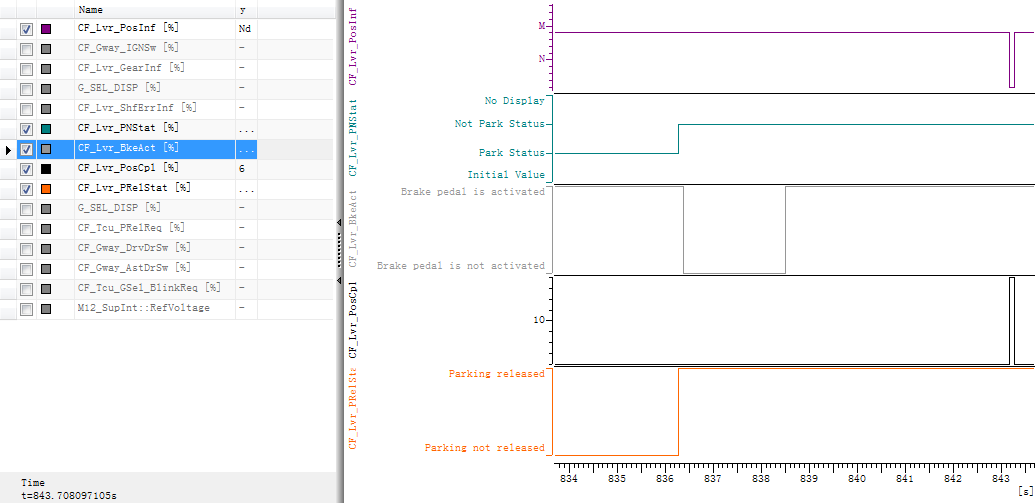 Name y
CF_Lvr_PosInf [%] Nd
CF_Gway_IGNSw [%] -
CF_Lvr_GearInf [%] -
G_SEL_DISP [%] -
CF_Lvr_ShfErrInf [%] -
CF_Lvr_PNStat [%] ...
CF_Lvr_BkeAct [%] ...
CF_Lvr_PosCpl [%] 6
CF_Lvr_PRelStat [%] ...
G_SEL_DISP [%] -
CF_Tcu_PRelReq [%] -
CF_Gway_DrvDrSw [%] -
CF_Gway_AstDrSw [%] -
CF_Tcu_GSel_BlinkReq [%] -
M12_SupInt::RefVoltage -
Time
t=843.708097105s
CF_Lvr_PosInf
M
N
CF_Lvr_PNStat
No Display
Not Park Status
Park Status
Initial Value
CF_Lvr_BkeAct
Brake pedal is activated
Brake pedal is not activated
CF_Lvr_PosCpl
10
CF_Lvr_PRelSta
Parking released
Parking not released
834 835 836 837 838 839 840 841 842 843
[s]